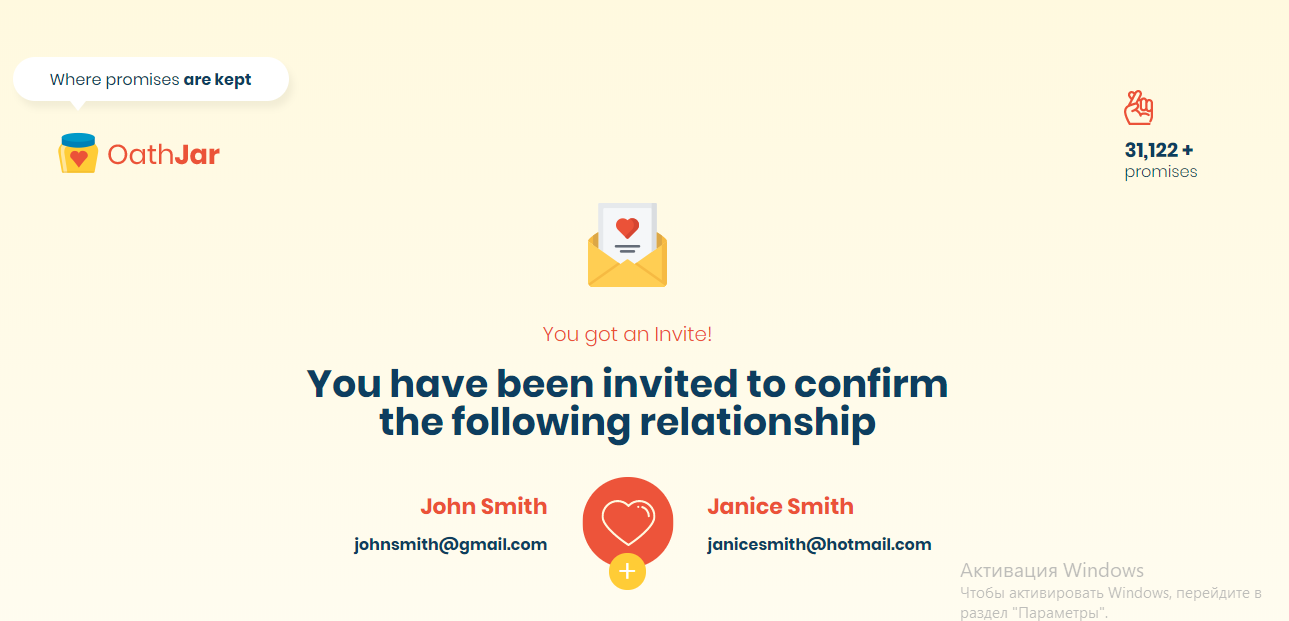 Where promises are kept
OathJar
31,122 +
promises
You got an Invite!
You have been invited to confirm
the following relationship
John Smith
johnsmith@gmail.com
Janice Smith
janicesmith@hotmail.com
Активация Windows
Чтобы активировать Windows, перейдите в
раздел "Параметры".